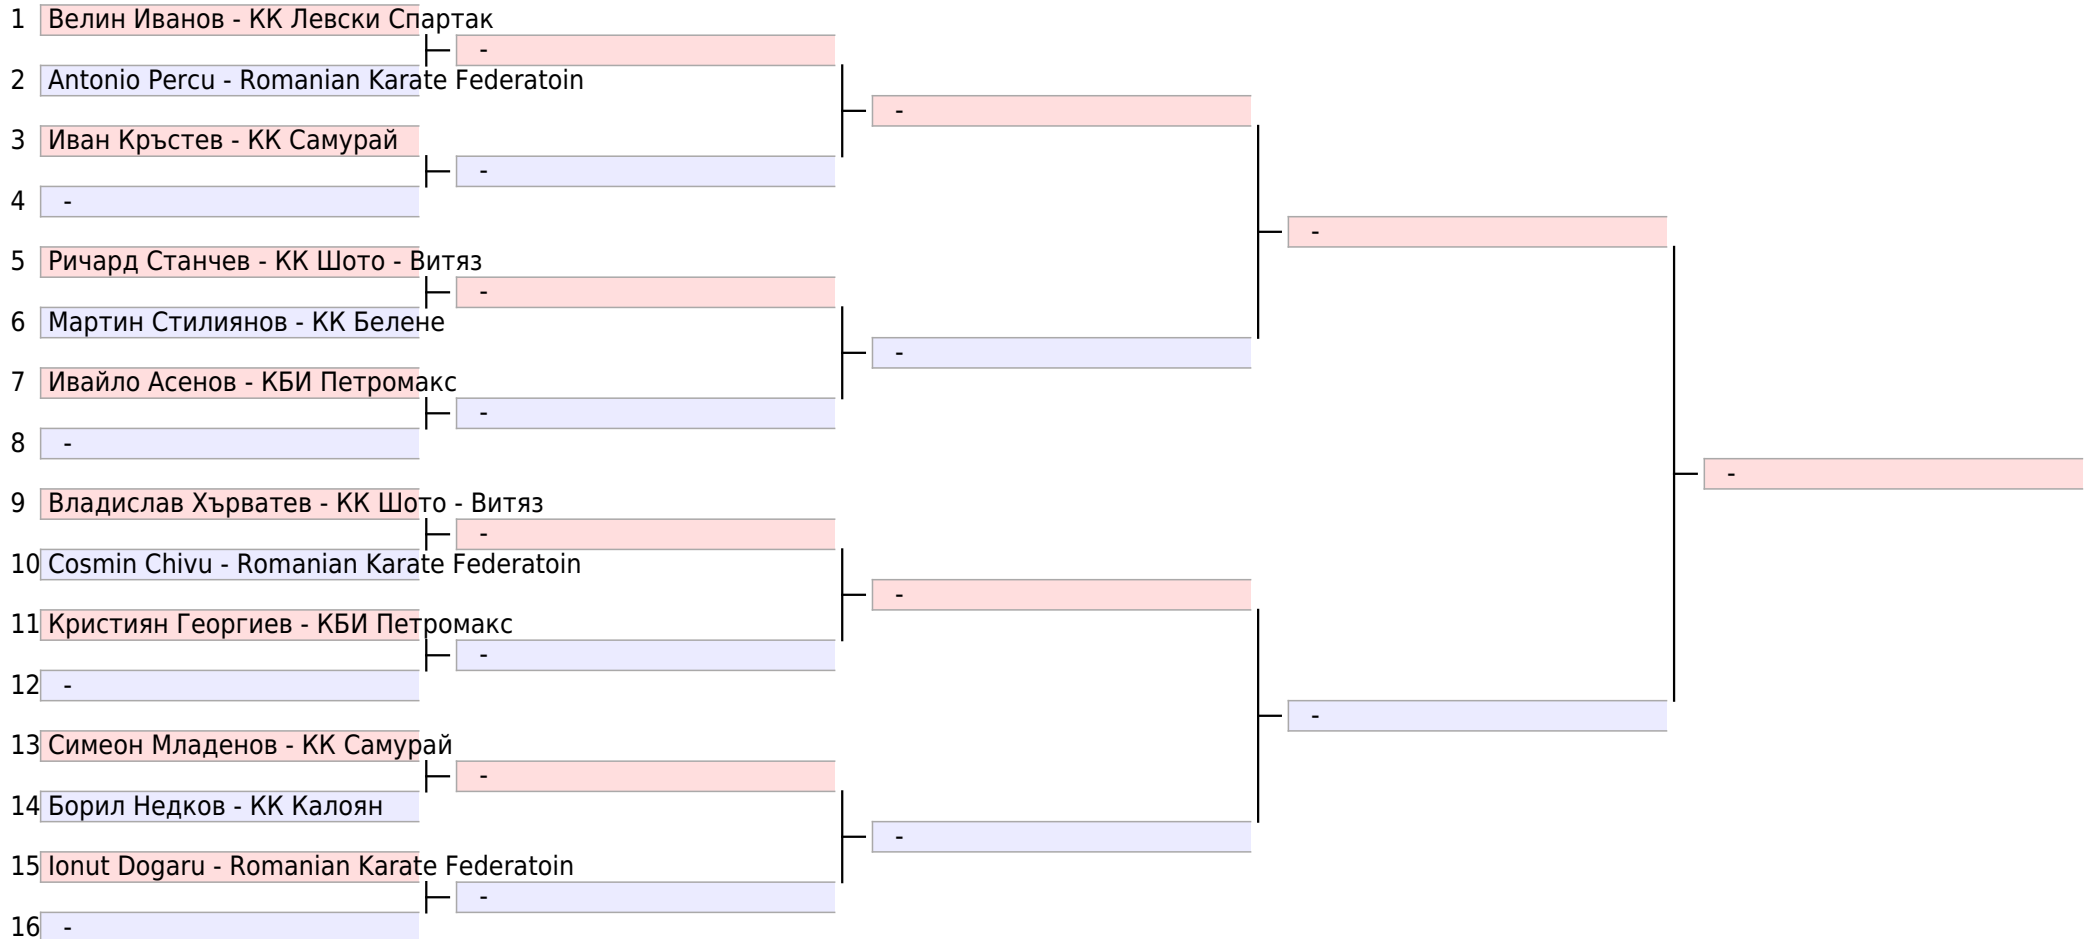 1 Велин Иванов - КК Левски Спартак
-
2 Antonio Percu - Romanian Karate Federatoin
-
3 Иван Кръстев - КК Самурай
-
4 -
-
5 Ричард Станчев - КК Шото - Витяз
-
6 Мартин Стилиянов - КК Белене
-
7 Ивайло Асенов - КБИ Петромакс
-
8 -
-
9 Владислав Хърватев - КК Шото - Витяз
-
10 Cosmin Chivu - Romanian Karate Federatoin
-
11 Кристиян Георгиев - КБИ Петромакс
-
12 -
-
13 Симеон Младенов - КК Самурай
-
14 Борил Недков - КК Калоян
-
15 Ionut Dogaru - Romanian Karate Federatoin
-
16 -